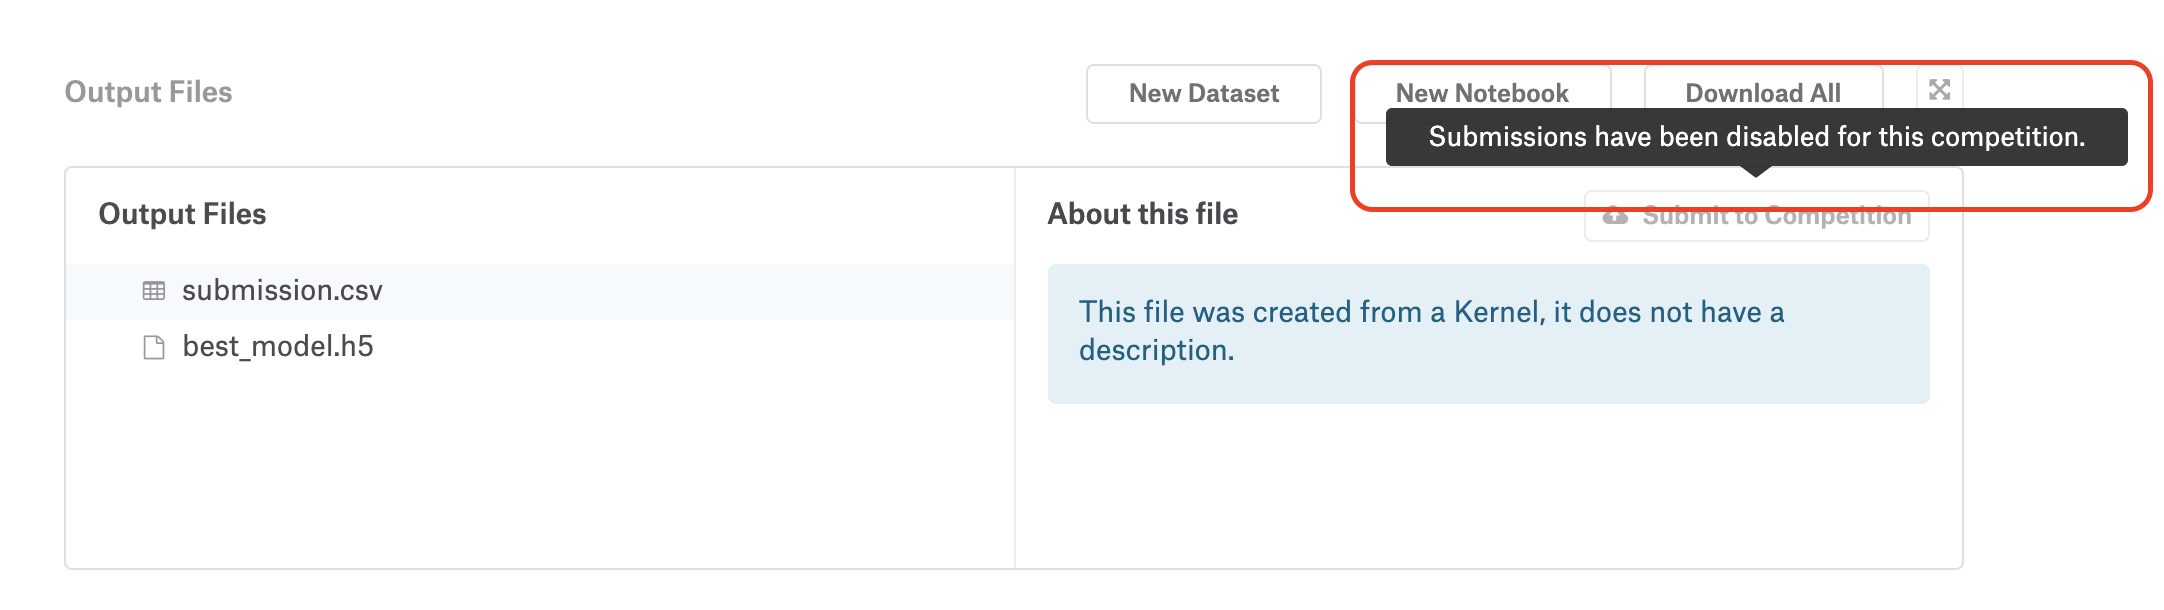 Output Files
New Dataset
New Notebook
Download All
Submissions have been disabled for this competition.
Output Files
About this file
Submit to Competition
submission.csv
best_model.h5
This file was created from a Kernel, it does not have a
description.